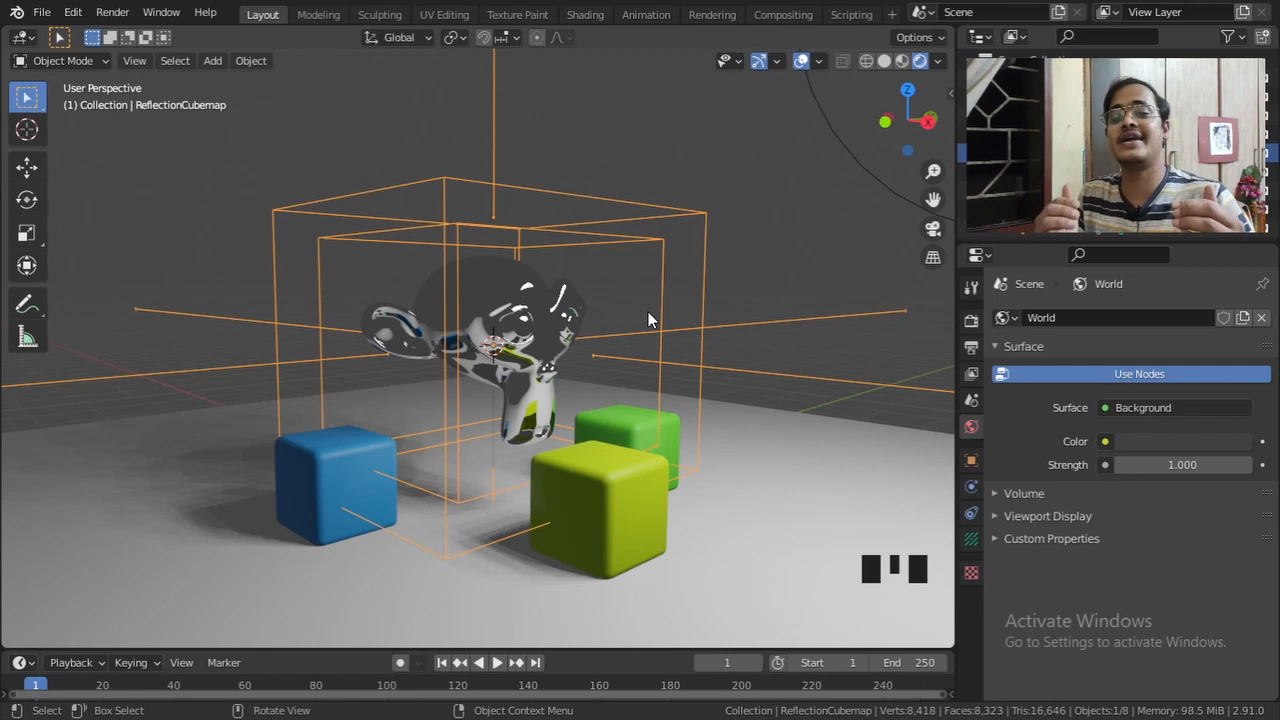 File Edit Render Window Help Layout Modeling Sculpting UV Editing Texture Paint Shading Animation Rendering Compositing Scripting + Scene View Layer
Global Options
Object Mode View Select Add Object
User Perspective
(1) Collection | ReflectionCubemap
Z
X
Scene World
World
Surface
Use Nodes
Surface Background
Color
Strength 1.000
Volume
Viewport Display
Custom Properties
Activate Windows
Go to Settings to activate Windows.
Playback Keying View Marker 1 Start 1 End 250
1 20 40 60 80 100 120 140 160 180 200 220 240
Select Box Select Rotate View Object Context Menu Collection | ReflectionCubemap | Verts:8,418 | Faces:8,323 | Tris:16,646 | Objects:1/8 | Memory: 98.5 MiB | 2.91.0